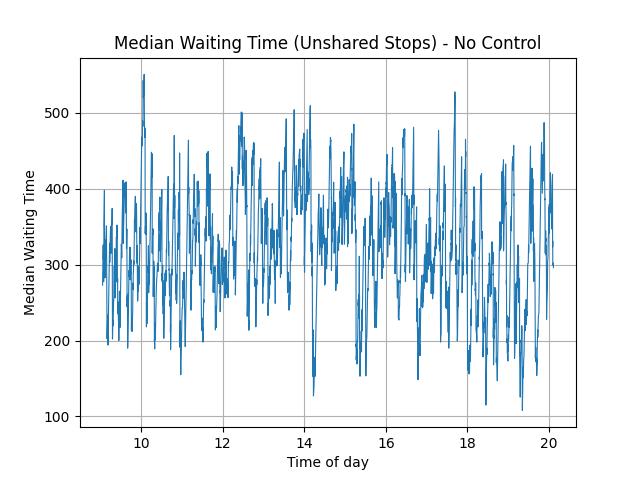 Median Waiting Time (Unshared Stops) - No Control
500
400
300
200
100
Median Waiting Time
10 12 14 16 18 20
Time of day